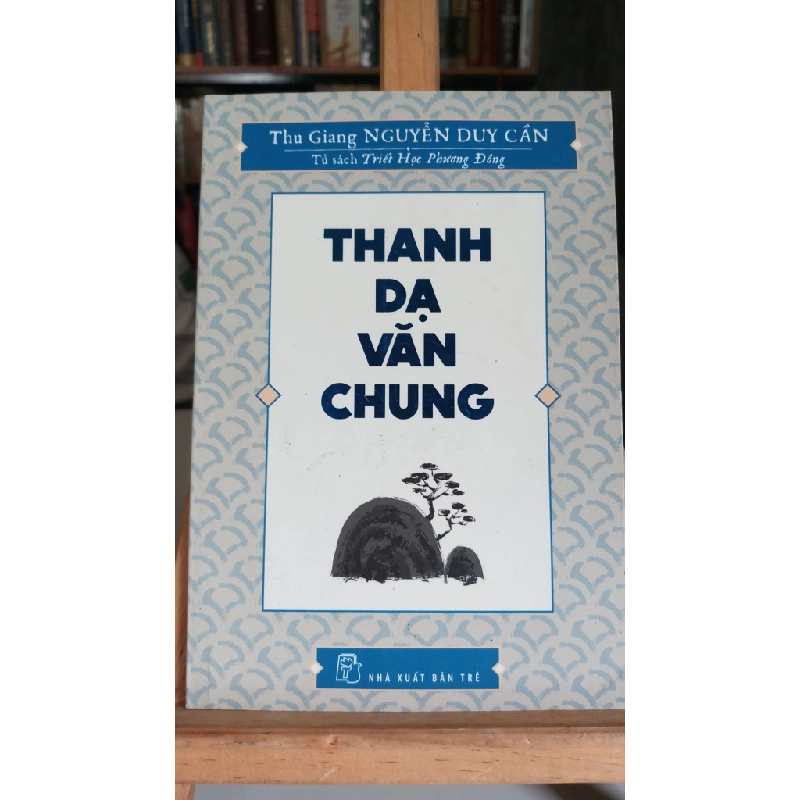 Thu Giang NGUYỄN DUY CẦN
Tủ sách Triết Học Phương Đông
THANH
DẠ
VĂN
CHUNG
NHÀ XUẤT BẢN TRẺ